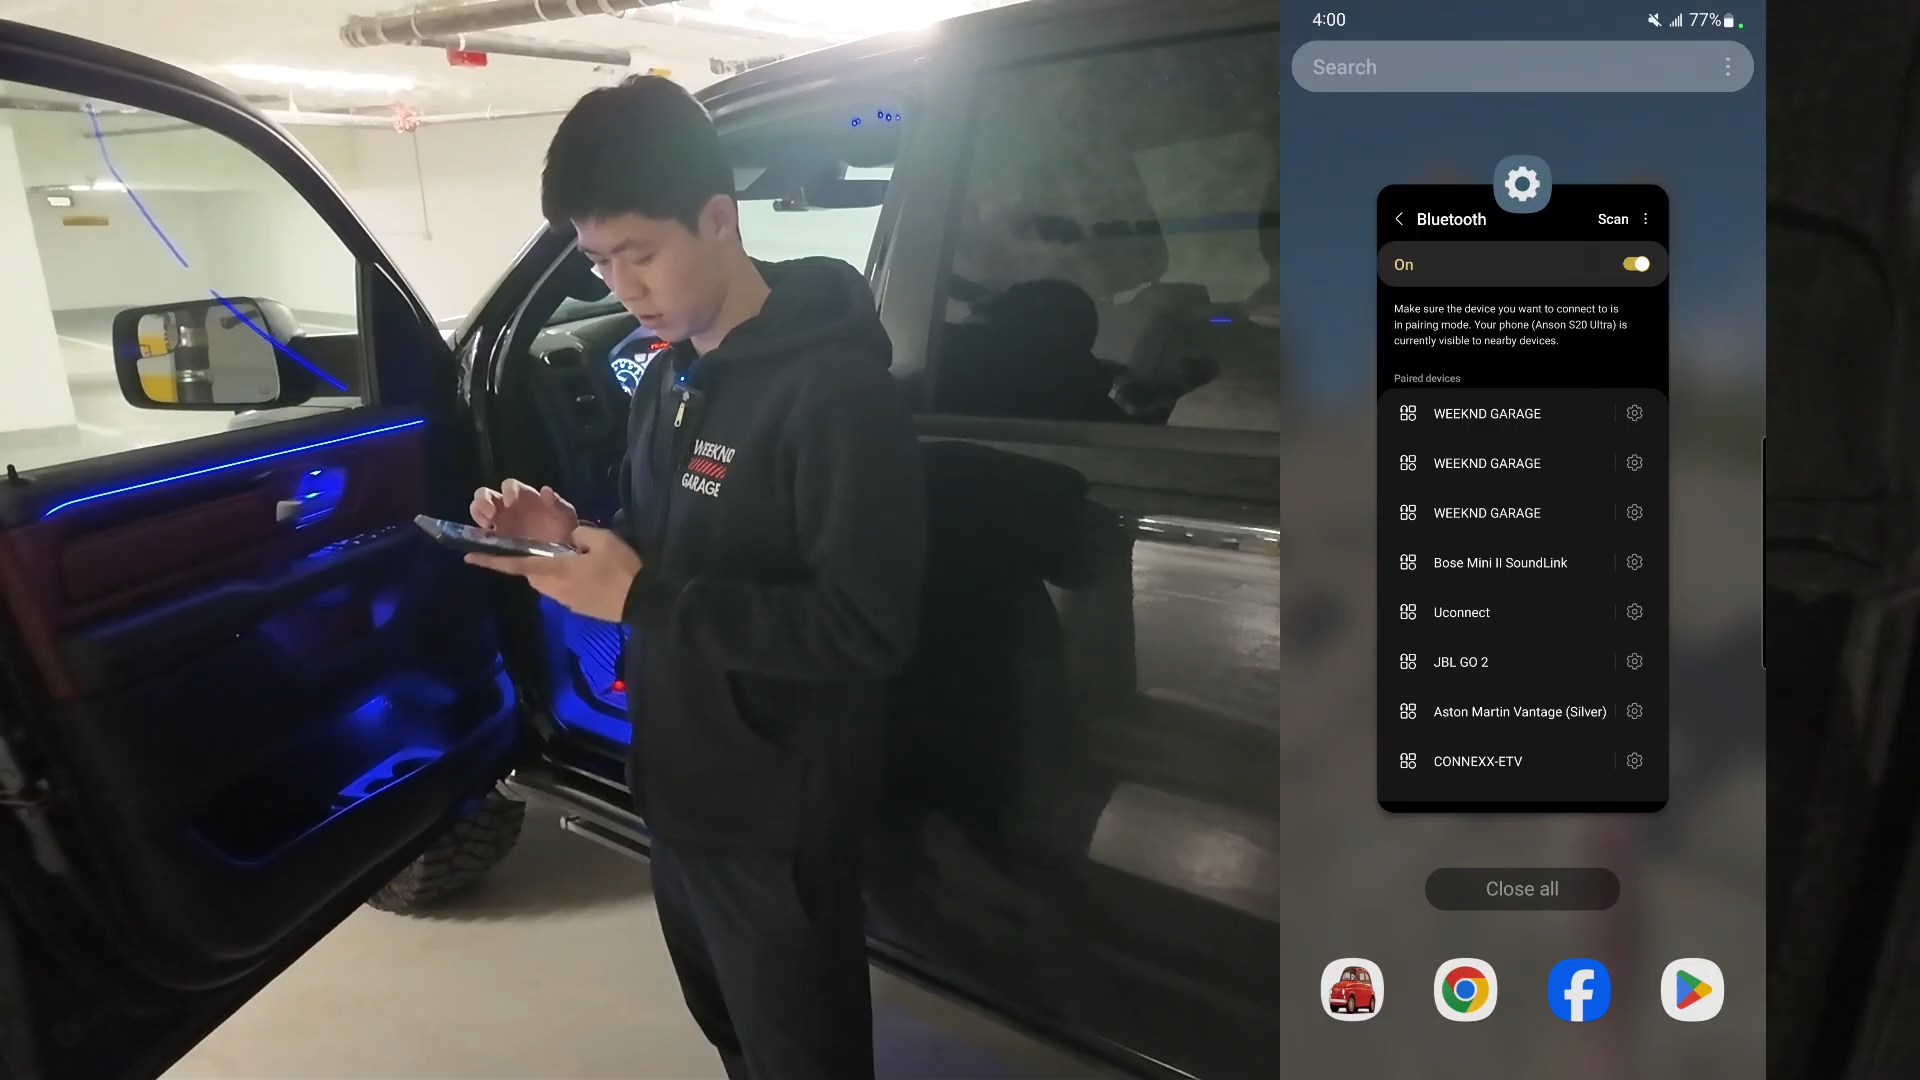 WEEKND
GARAGE
4:00
77%
Search
Bluetooth
Scan
On
Make sure the device you want to connect to is
in pairing mode. Your phone (Anson S20 Ultra) is
currently visible to nearby devices.
Paired devices
WEEKND GARAGE
WEEKND GARAGE
WEEKND GARAGE
Bose Mini II SoundLink
Uconnect
JBL GO 2
Aston Martin Vantage (Silver)
CONNEXX-ETV
Close all